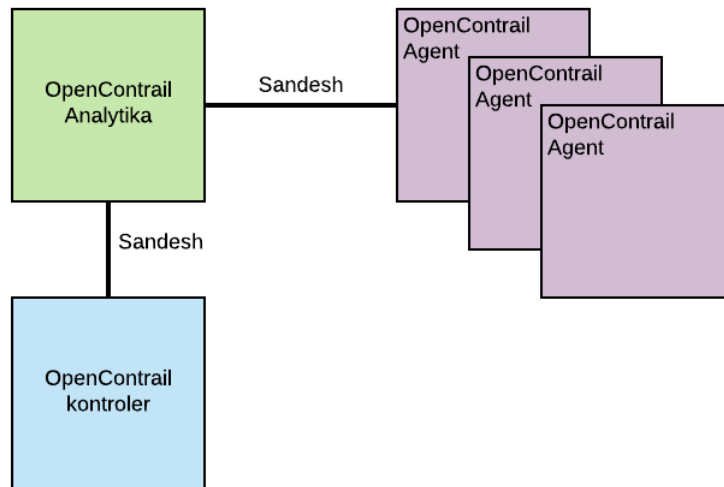 OpenContrail
Analytika
Sandesh
OpenContrail
Agent
OpenContrail
Agent
OpenContrail
Agent
Sandesh
OpenContrail
kontroler